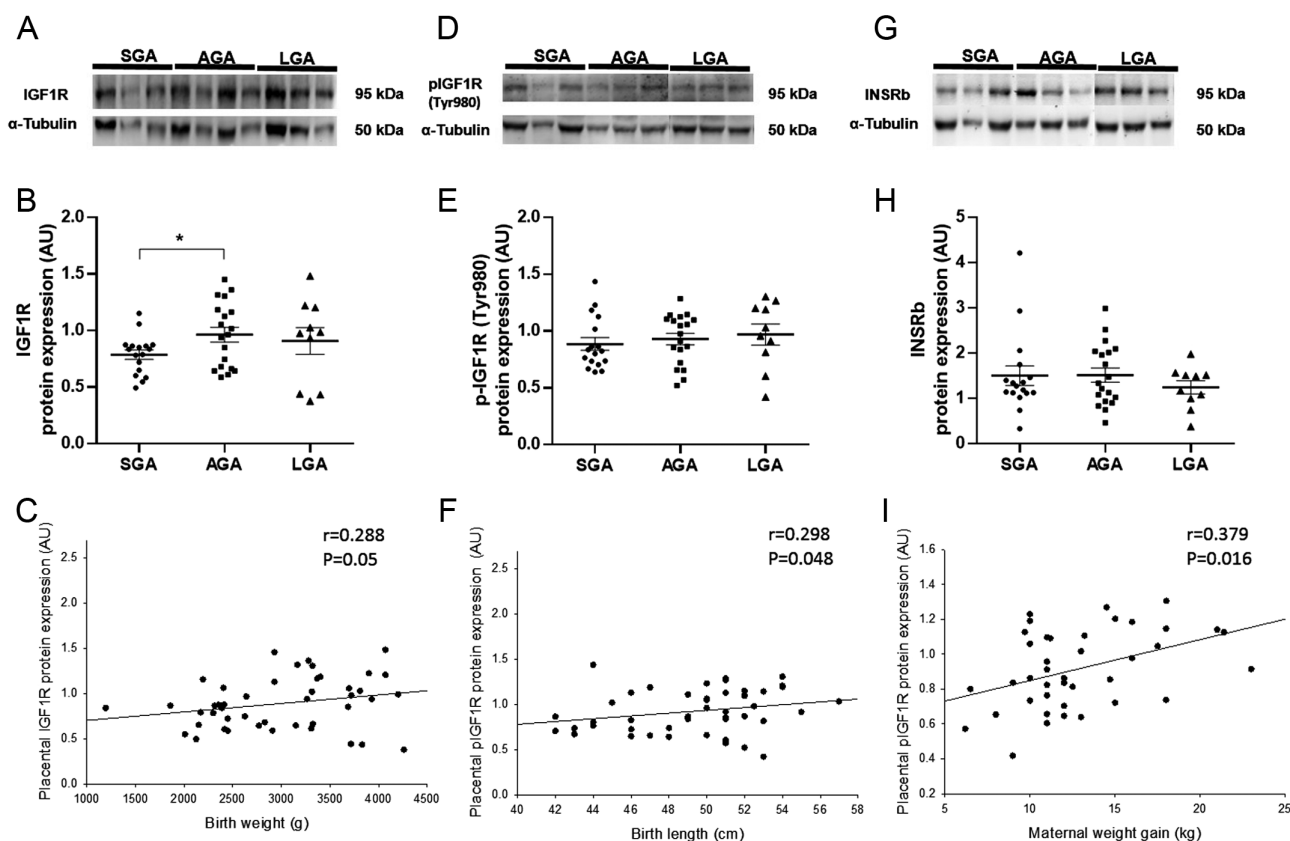 A
SGA AGA LGA
IGF1R
95 kDa
α-Tubulin
50 kDa
D
SGA AGA LGA
pIGF1R
(Tyr980)
95 kDa
α-Tubulin
50 kDa
G
SGA AGA LGA
INSRb
95 kDa
α-Tubulin
50 kDa
B
IGF1R
protein expression (AU)
2.0
1.5
1.0
0.5
0.0
*
SGA AGA LGA
E
p-IGF1R (Tyr980)
protein expression (AU)
2.0
1.5
1.0
0.5
0.0
SGA AGA LGA
H
INSRb
protein expression (AU)
5
4
3
2
1
0
SGA AGA LGA
C
Placental IGF1R protein expression (AU)
r=0.288
P=0.05
2.5
2.0
1.5
1.0
0.5
0.0
1000 1500 2000 2500 3000 3500 4000 4500
Birth weight (g)
F
Placental pIGF1R protein expression (AU)
r=0.298
P=0.048
2.5
2.0
1.5
1.0
0.5
0.0
40 42 44 46 48 50 52 54 56 58
Birth length (cm)
I
Placental pIGF1R protein expression (AU)
r=0.379
P=0.016
1.6
1.4
1.2
1.0
0.8
0.6
0.4
0.2
5 10 15 20 25
Maternal weight gain (kg)